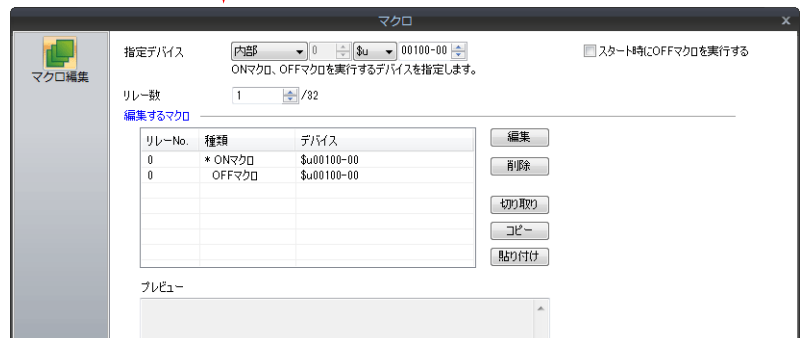 マクロ
x
マクロ編集
指定デバイス 内部 0 $u 00100-00 スタート時にOFFマクロを実行する
ONマクロ、OFFマクロを実行するデバイスを指定します。
リレー数 1 /32
編集するマクロ
リレーNo. 種類 デバイス
0 * ONマクロ $u00100-00
0 OFFマクロ $u00100-00
編集
削除
切り取り
コピー
貼り付け
プレビュー